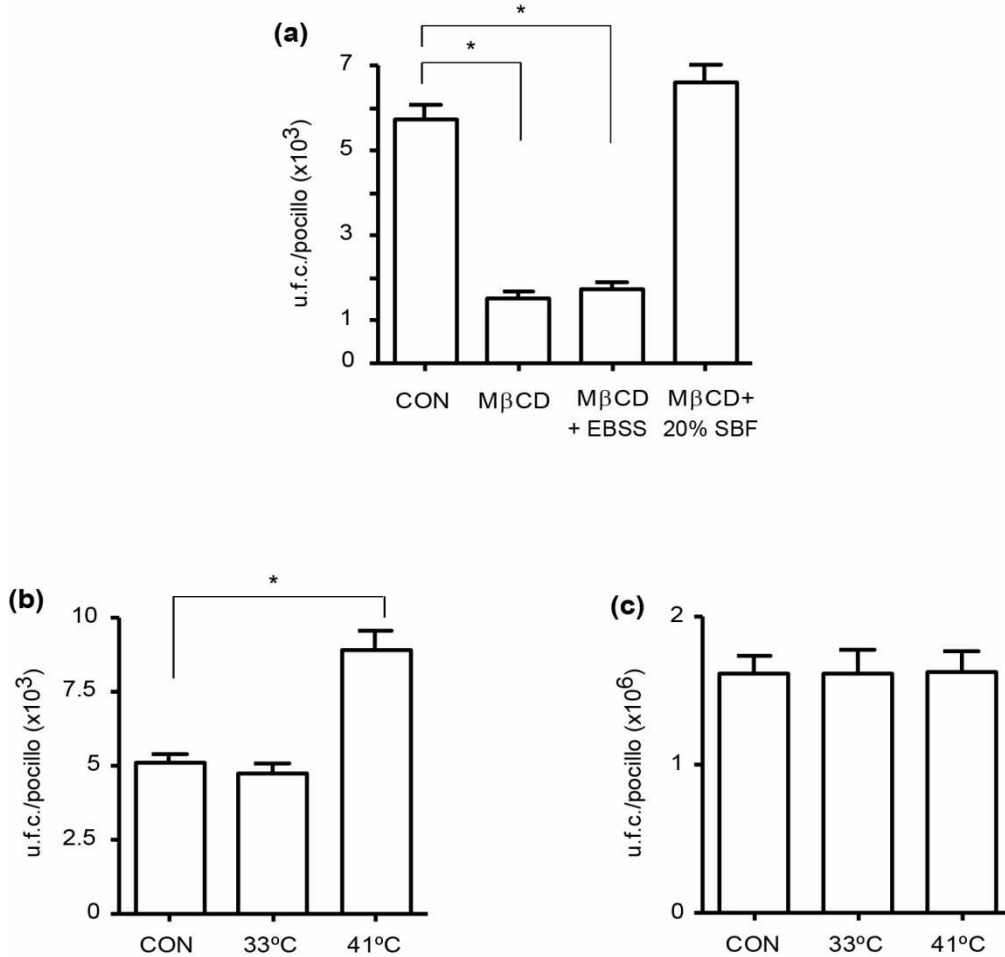 (a)
*
*
u.f.c./pocillo (x10³)
7
5
3
1
0
CON MβCD MβCD MβCD+
+ EBSS 20% SBF
(b)
*
u.f.c./pocillo (x10³)
10
7.5
5
2.5
0
CON 33ºC 41ºC
(c)
u.f.c./pocillo (x10⁶)
2
1
0
CON 33ºC 41ºC